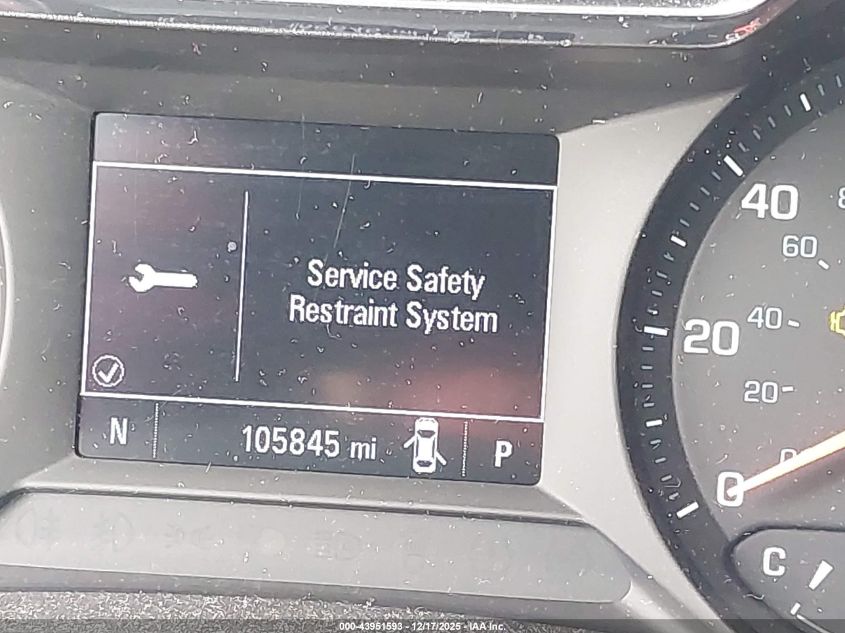 Service Safety
Restraint System
N
105845 mi
P
40
60
20
40
20
0
C
000-43951593 - 12/17/2025 - IAA Inc.